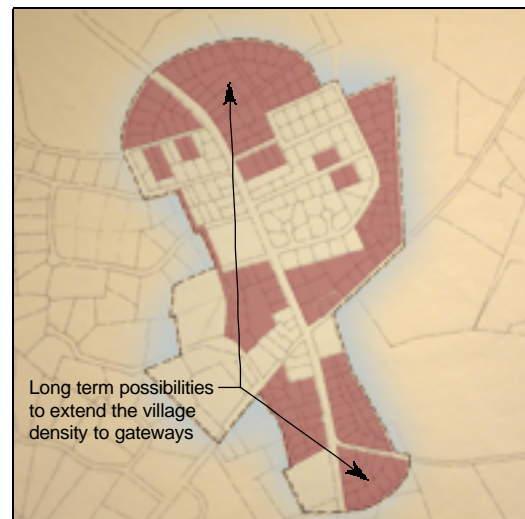 Long term possibilities
to extend the village
density to gateways